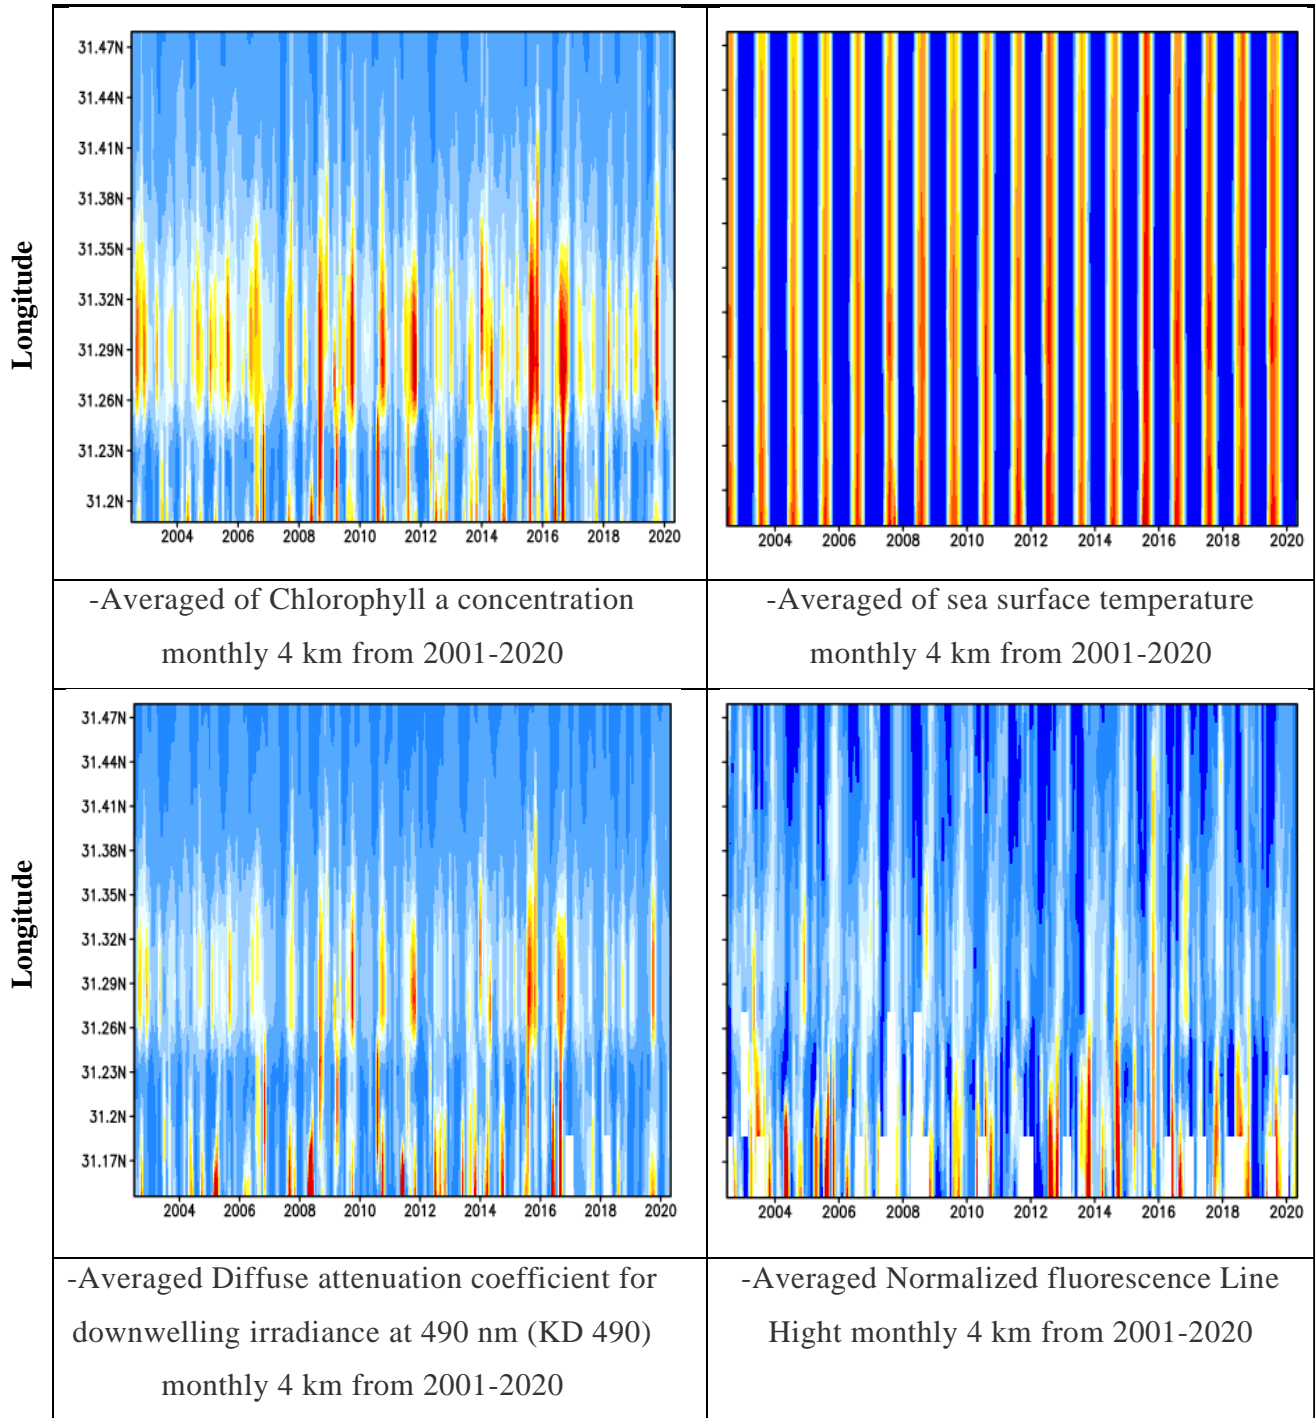 Longitude
31.47N
31.44N
31.41N
31.38N
31.35N
31.32N
31.29N
31.26N
31.23N
31.2N
2004 2006 2008 2010 2012 2014 2016 2018 2020
2004 2006 2008 2010 2012 2014 2016 2018 2020
-Averaged of Chlorophyll a concentration
monthly 4 km from 2001-2020
-Averaged of sea surface temperature
monthly 4 km from 2001-2020
Longitude
31.47N
31.44N
31.41N
31.38N
31.35N
31.32N
31.29N
31.26N
31.23N
31.2N
31.17N
2004 2006 2008 2010 2012 2014 2016 2018 2020
2004 2006 2008 2010 2012 2014 2016 2018 2020
-Averaged Diffuse attenuation coefficient for
downwelling irradiance at 490 nm (KD 490)
monthly 4 km from 2001-2020
-Averaged Normalized fluorescence Line
Hight monthly 4 km from 2001-2020